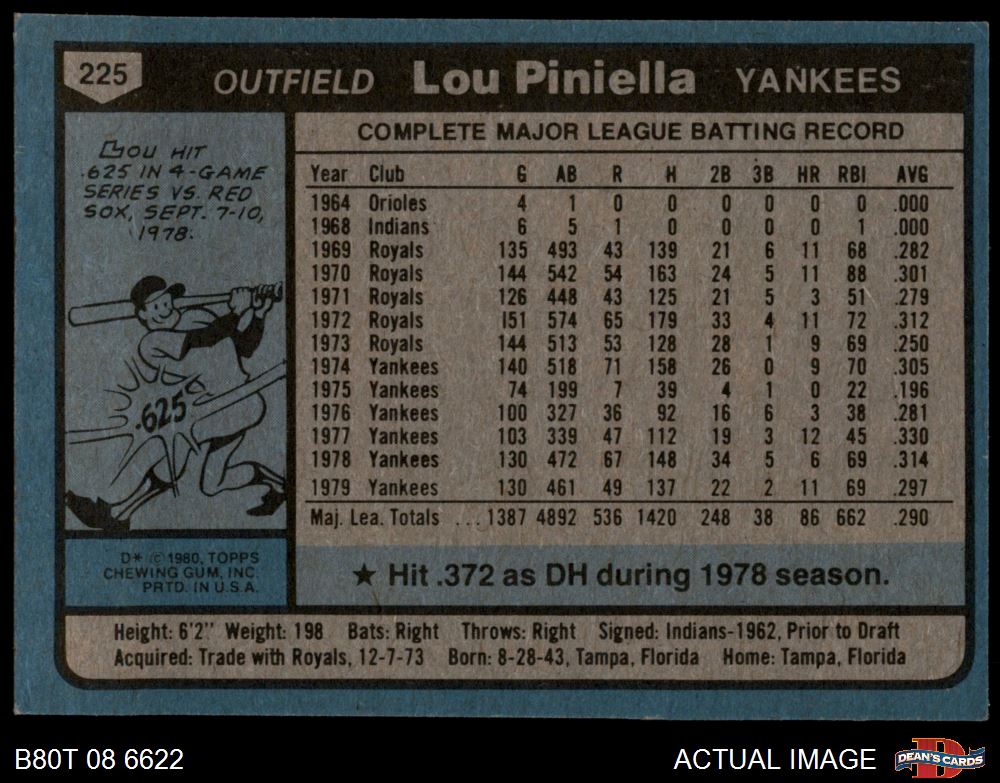 225 OUTFIELD Lou Piniella YANKEES
LOU HIT
.625 IN 4-GAME
SERIES VS. RED
SOX, SEPT. 7-10,
1978.
.625
D* © 1980, TOPPS
CHEWING GUM, INC.
PRTD. IN U.S.A.
COMPLETE MAJOR LEAGUE BATTING RECORD
Year Club G AB R H 2B 3B HR RBI AVG
1964 Orioles 4 1 0 0 0 0 0 0 .000
1968 Indians 6 5 1 0 0 0 0 1 .000
1969 Royals 135 493 43 139 21 6 11 68 .282
1970 Royals 144 542 54 163 24 5 11 88 .301
1971 Royals 126 448 43 125 21 5 3 51 .279
1972 Royals 151 574 65 179 33 4 11 72 .312
1973 Royals 144 513 53 128 28 1 9 69 .250
1974 Yankees 140 518 71 158 26 0 9 70 .305
1975 Yankees 74 199 7 39 4 1 0 22 .196
1976 Yankees 100 327 36 92 16 6 3 38 .281
1977 Yankees 103 339 47 112 19 3 12 45 .330
1978 Yankees 130 472 67 148 34 5 6 69 .314
1979 Yankees 130 461 49 137 22 2 11 69 .297
Maj. Lea. Totals ... 1387 4892 536 1420 248 38 86 662 .290
★ Hit .372 as DH during 1978 season.
Height: 6'2" Weight: 198 Bats: Right Throws: Right Signed: Indians-1962, Prior to Draft
Acquired: Trade with Royals, 12-7-73 Born: 8-28-43, Tampa, Florida Home: Tampa, Florida
B80T 08 6622 ACTUAL IMAGE D DEAN'S CARDS